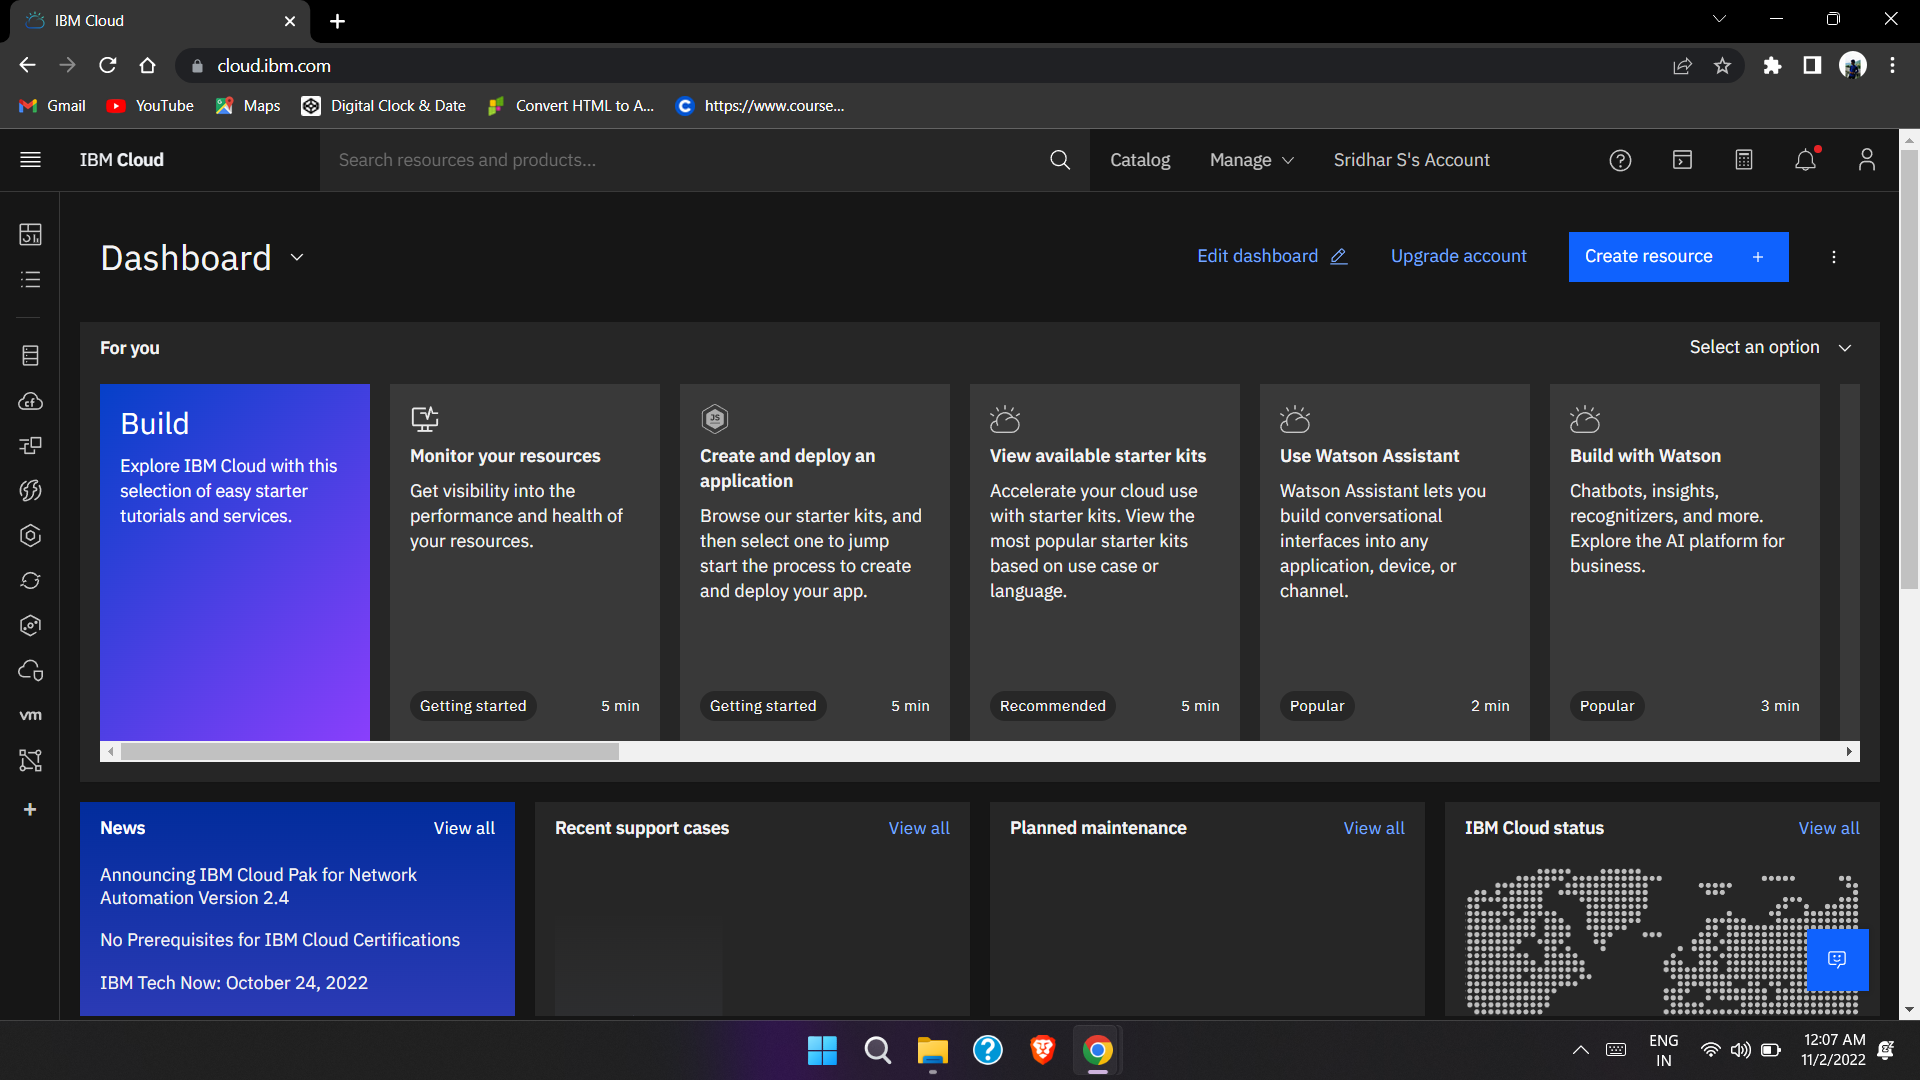 IBM Cloud
cloud.ibm.com
Gmail
YouTube
Maps
Digital Clock & Date
Convert HTML to A...
https://www.course...
IBM Cloud
Search resources and products...
Catalog
Manage
Sridhar S's Account
Dashboard
Edit dashboard
Upgrade account
Create resource +
For you
Select an option
Build
Explore IBM Cloud with this
selection of easy starter
tutorials and services.
Monitor your resources
Get visibility into the
performance and health of
your resources.
Getting started
5 min
JS
Create and deploy an
application
Browse our starter kits, and
then select one to jump
start the process to create
and deploy your app.
Getting started
5 min
View available starter kits
Accelerate your cloud use
with starter kits. View the
most popular starter kits
based on use case or
language.
Recommended
5 min
Use Watson Assistant
Watson Assistant lets you
build conversational
interfaces into any
application, device, or
channel.
Popular
2 min
Build with Watson
Chatbots, insights,
recognitizers, and more.
Explore the AI platform for
business.
Popular
3 min
cf
vm
News
View all
Announcing IBM Cloud Pak for Network
Automation Version 2.4
No Prerequisites for IBM Cloud Certifications
IBM Tech Now: October 24, 2022
Recent support cases
View all
Planned maintenance
View all
IBM Cloud status
View all
ENG
IN
12:07 AM
11/2/2022